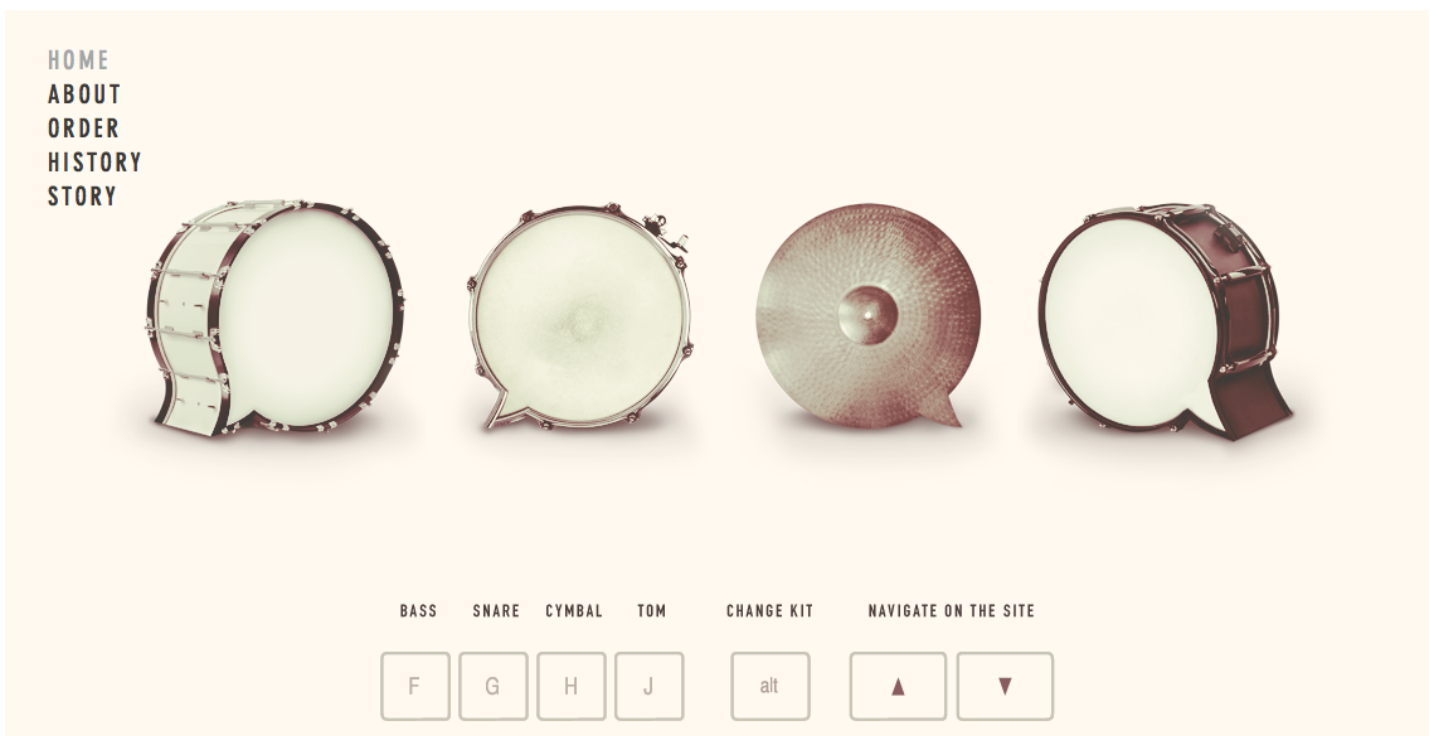 HOME
ABOUT
ORDER
HISTORY
STORY
BASS SNARE CYMBAL TOM CHANGE KIT NAVIGATE ON THE SITE
F G H J alt ▲ ▼